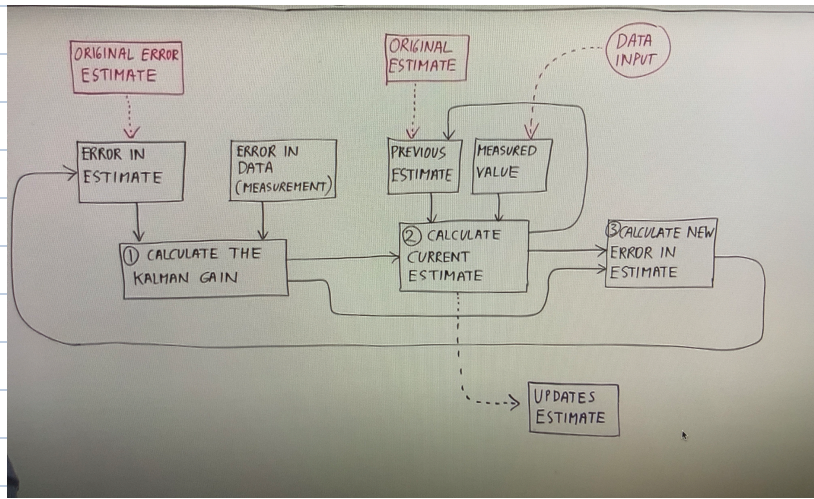 ORIGINAL ERROR
ESTIMATE
ORIGINAL
ESTIMATE
DATA
INPUT
ERROR IN
ESTIMATE
ERROR IN
DATA
(MEASUREMENT)
PREVIOUS
ESTIMATE
MEASURED
VALUE
① CALCULATE THE
KALMAN GAIN
② CALCULATE
CURRENT
ESTIMATE
③ CALCULATE NEW
ERROR IN
ESTIMATE
UPDATES
ESTIMATE